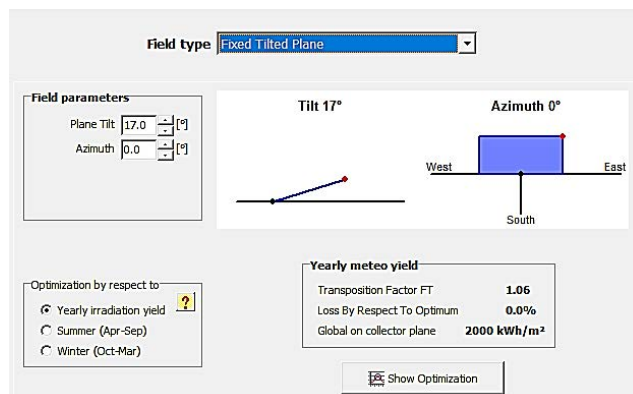 Field type Fixed Tilted Plane
Field parameters
Plane Tilt 17.0 [º]
Azimuth 0.0 [º]
Tilt 17°
Azimuth 0°
West East
South
Optimization by respect to
Yearly irradiation yield ?
Summer (Apr-Sep)
Winter (Oct-Mar)
Yearly meteo yield
Transposition Factor FT 1.06
Loss By Respect To Optimum 0.0%
Global on collector plane 2000 kWh/m²
Show Optimization